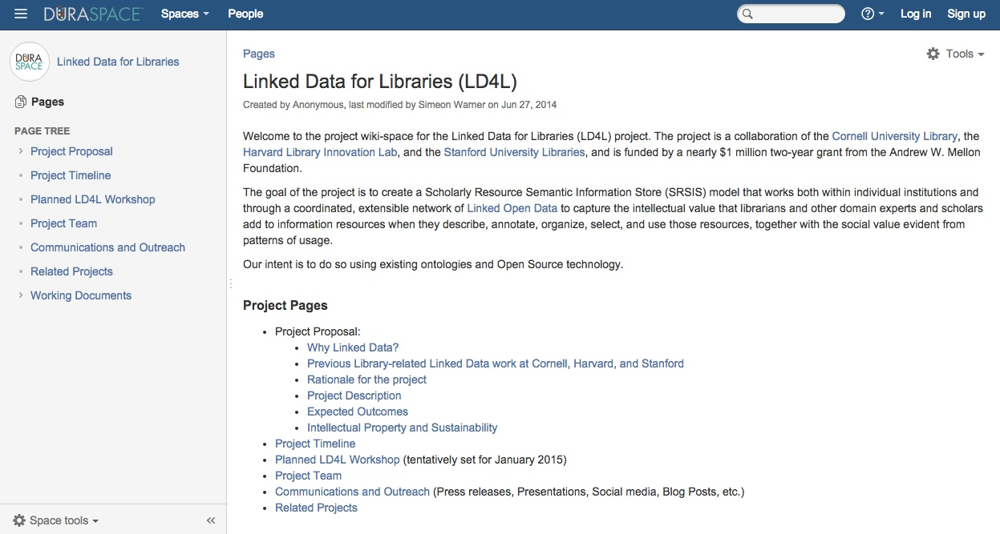 DURASPACE Spaces People Log in Sign up
DURA
SPACE
Linked Data for Libraries
Pages
PAGE TREE
Project Proposal
Project Timeline
Planned LD4L Workshop
Project Team
Communications and Outreach
Related Projects
Working Documents
Space tools
Pages
Tools
Linked Data for Libraries (LD4L)
Created by Anonymous, last modified by Simeon Warner on Jun 27, 2014
Welcome to the project wiki-space for the Linked Data for Libraries (LD4L) project. The project is a collaboration of the Cornell University Library, the
Harvard Library Innovation Lab, and the Stanford University Libraries, and is funded by a nearly $1 million two-year grant from the Andrew W. Mellon
Foundation.
The goal of the project is to create a Scholarly Resource Semantic Information Store (SRSIS) model that works both within individual institutions and
through a coordinated, extensible network of Linked Open Data to capture the intellectual value that librarians and other domain experts and scholars
add to information resources when they describe, annotate, organize, select, and use those resources, together with the social value evident from
patterns of usage.
Our intent is to do so using existing ontologies and Open Source technology.
Project Pages
Project Proposal:
Why Linked Data?
Previous Library-related Linked Data work at Cornell, Harvard, and Stanford
Rationale for the project
Project Description
Expected Outcomes
Intellectual Property and Sustainability
Project Timeline
Planned LD4L Workshop (tentatively set for January 2015)
Project Team
Communications and Outreach (Press releases, Presentations, Social media, Blog Posts, etc.)
Related Projects